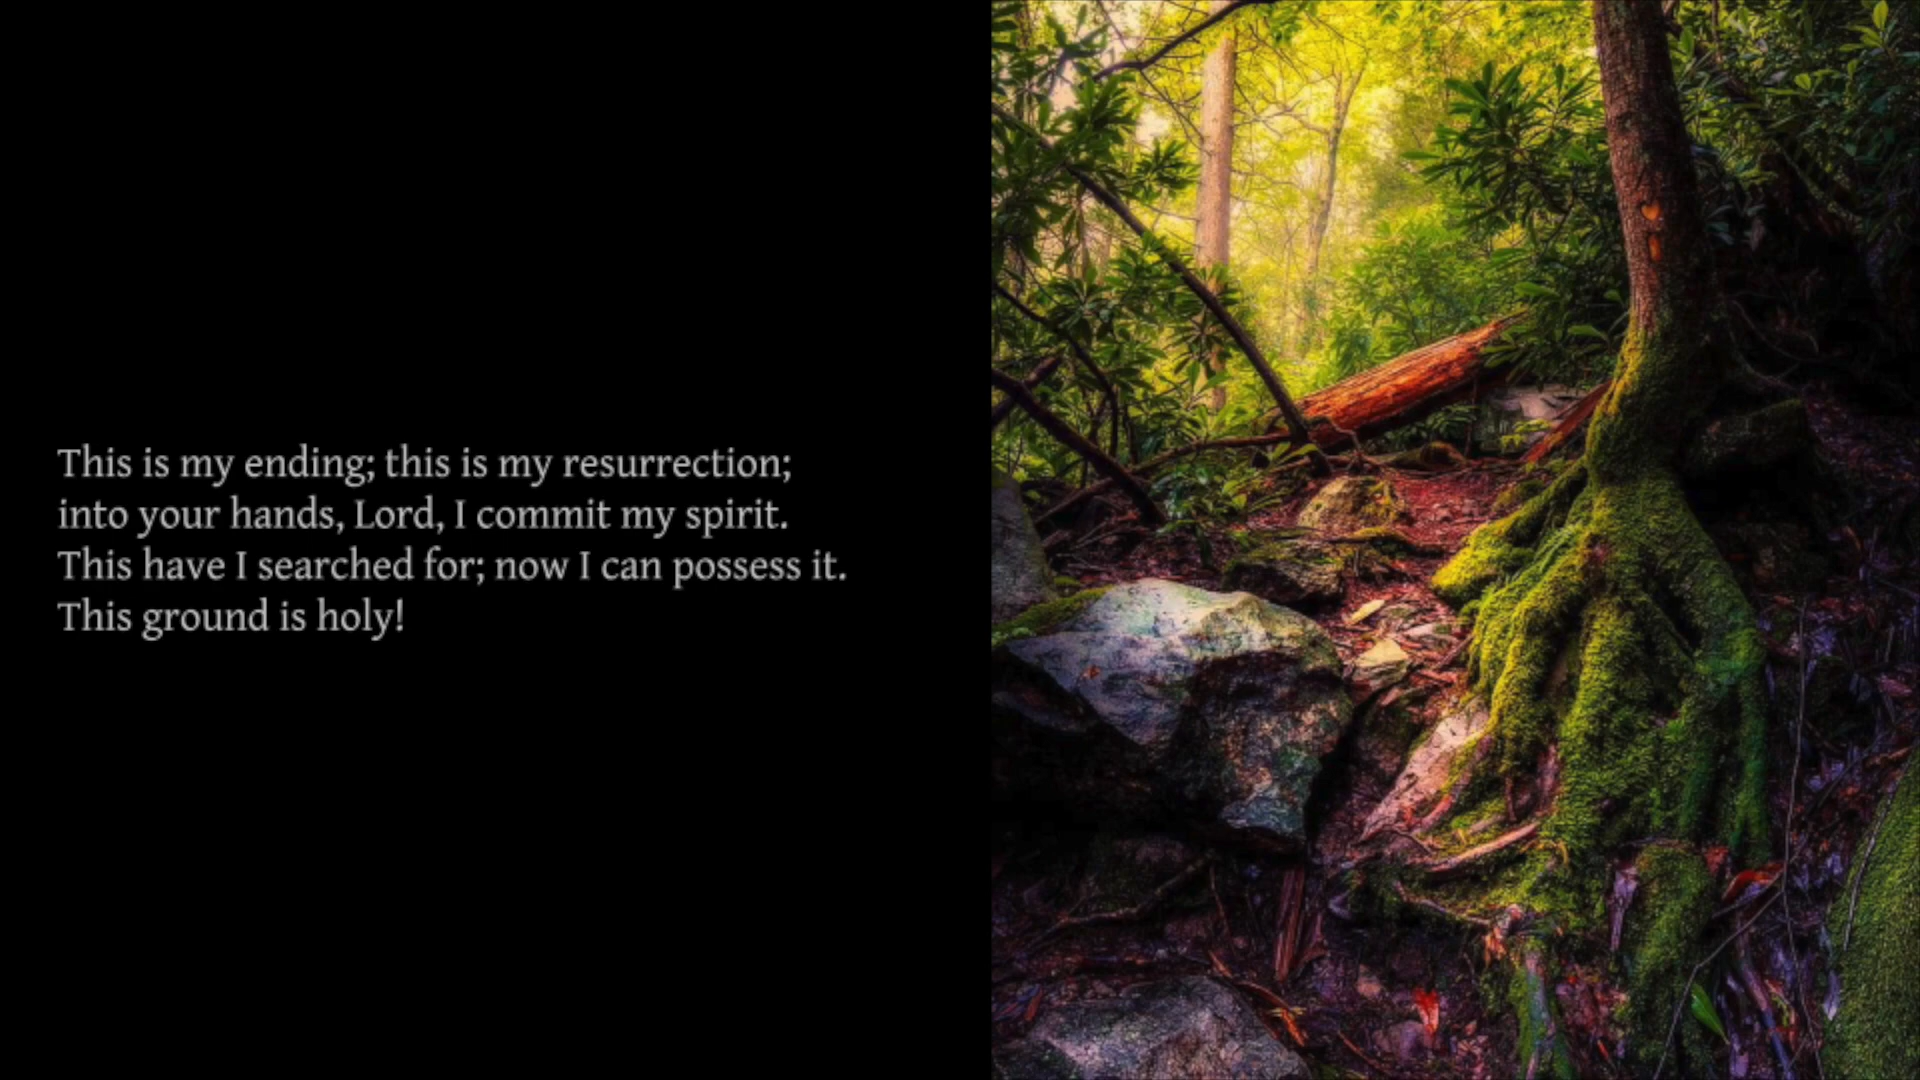 This is my ending; this is my resurrection;
into your hands, Lord, I commit my spirit.
This have I searched for; now I can possess it.
This ground is holy!